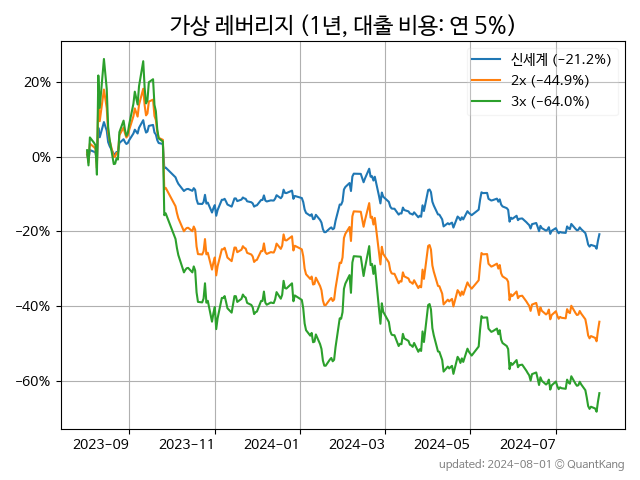 가상 레버리지 (1년, 대출 비용: 연 5%)
신세계 (−21.2%)
2x (−44.9%)
3x (−64.0%)
20%
0%
−20%
−40%
−60%
2023-09 2023-11 2024-01 2024-03 2024-05 2024-07
updated: 2024-08-01 © QuantKang